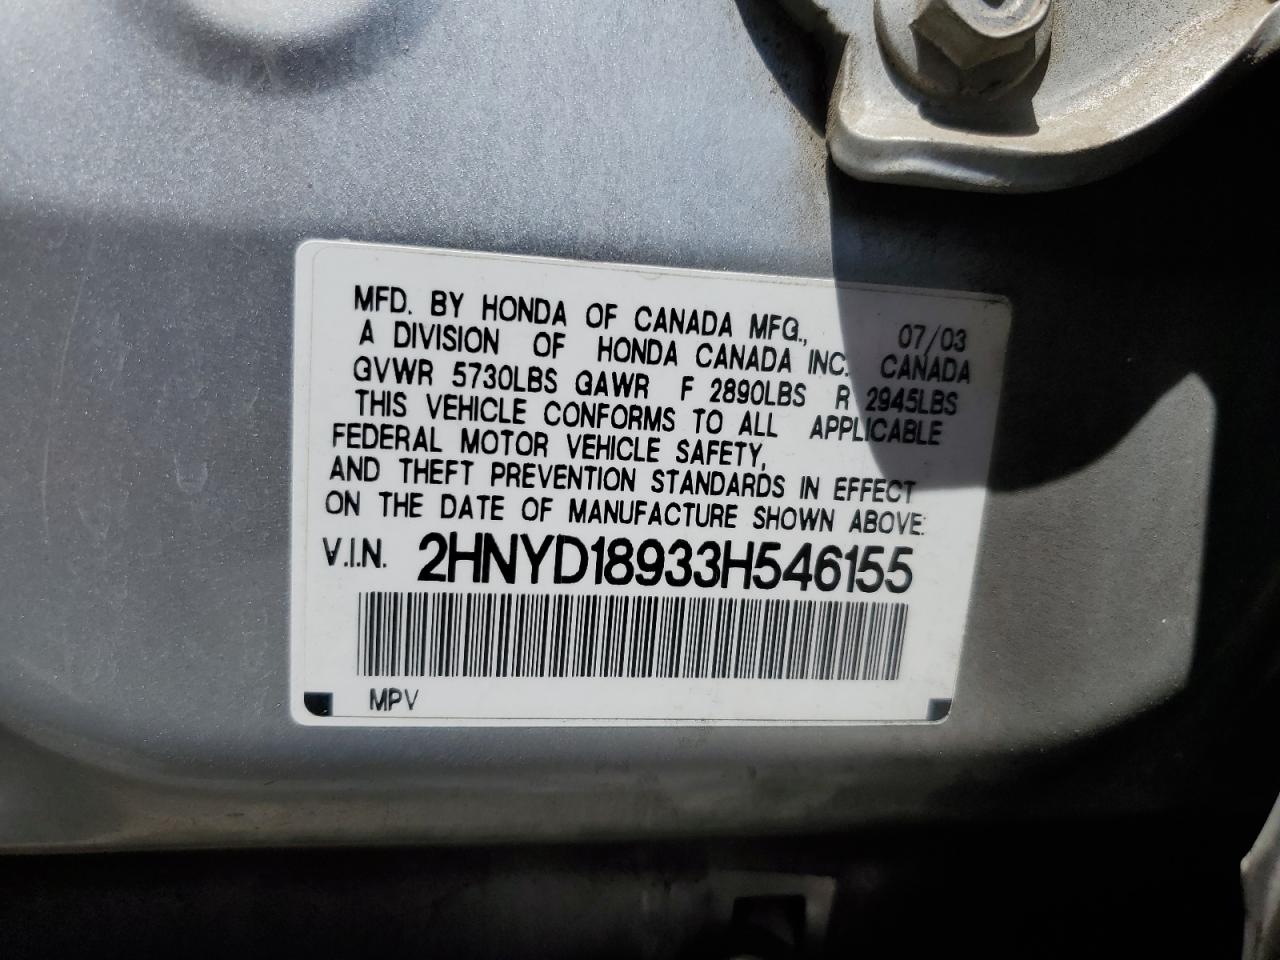 MFD. BY HONDA OF CANADA MFG., 07/03
A DIVISION OF HONDA CANADA INC. CANADA
GVWR 5730LBS GAWR F 2890LBS R 2945LBS
THIS VEHICLE CONFORMS TO ALL APPLICABLE
FEDERAL MOTOR VEHICLE SAFETY,
AND THEFT PREVENTION STANDARDS IN EFFECT
ON THE DATE OF MANUFACTURE SHOWN ABOVE.
V.I.N. 2HNYD18933H546155
MPV